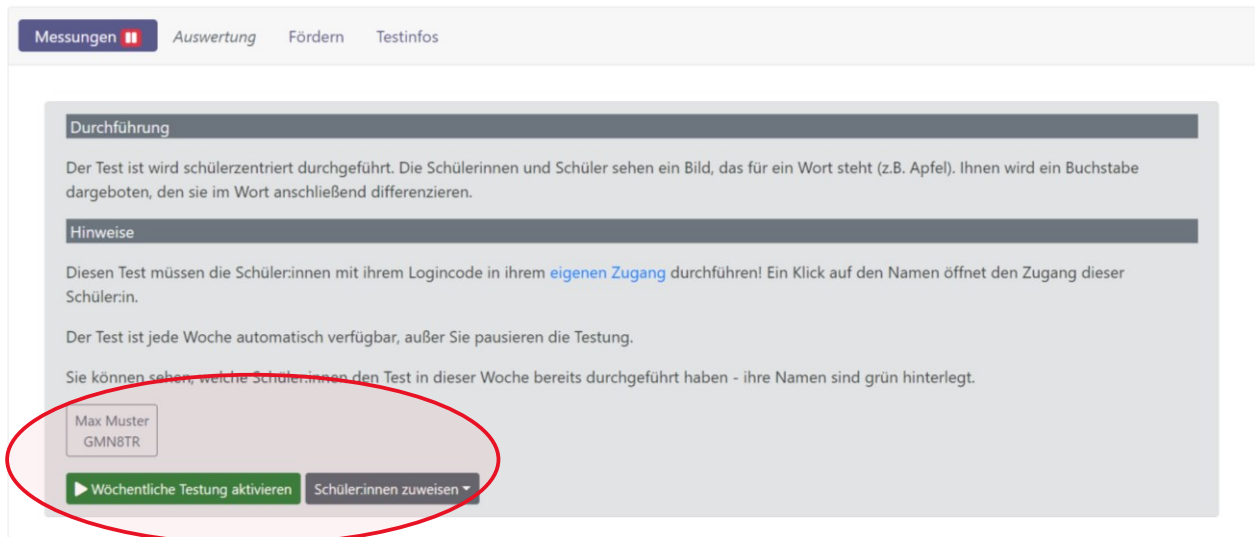 Messungen Auswertung Fördern Testinfos
Durchführung
Der Test ist wird schülerzentriert durchgeführt. Die Schülerinnen und Schüler sehen ein Bild, das für ein Wort steht (z.B. Apfel). Ihnen wird ein Buchstabe
dargeboten, den sie im Wort anschließend differenzieren.
Hinweise
Diesen Test müssen die Schüler:innen mit ihrem Logincode in ihrem eigenen Zugang durchführen! Ein Klick auf den Namen öffnet den Zugang dieser
Schüler:in.
Der Test ist jede Woche automatisch verfügbar, außer Sie pausieren die Testung.
Sie können sehen, welche Schüler:innen den Test in dieser Woche bereits durchgeführt haben - ihre Namen sind grün hinterlegt.
Max Muster
GMN8TR
Wöchentliche Testung aktivieren Schüler:innen zuweisen